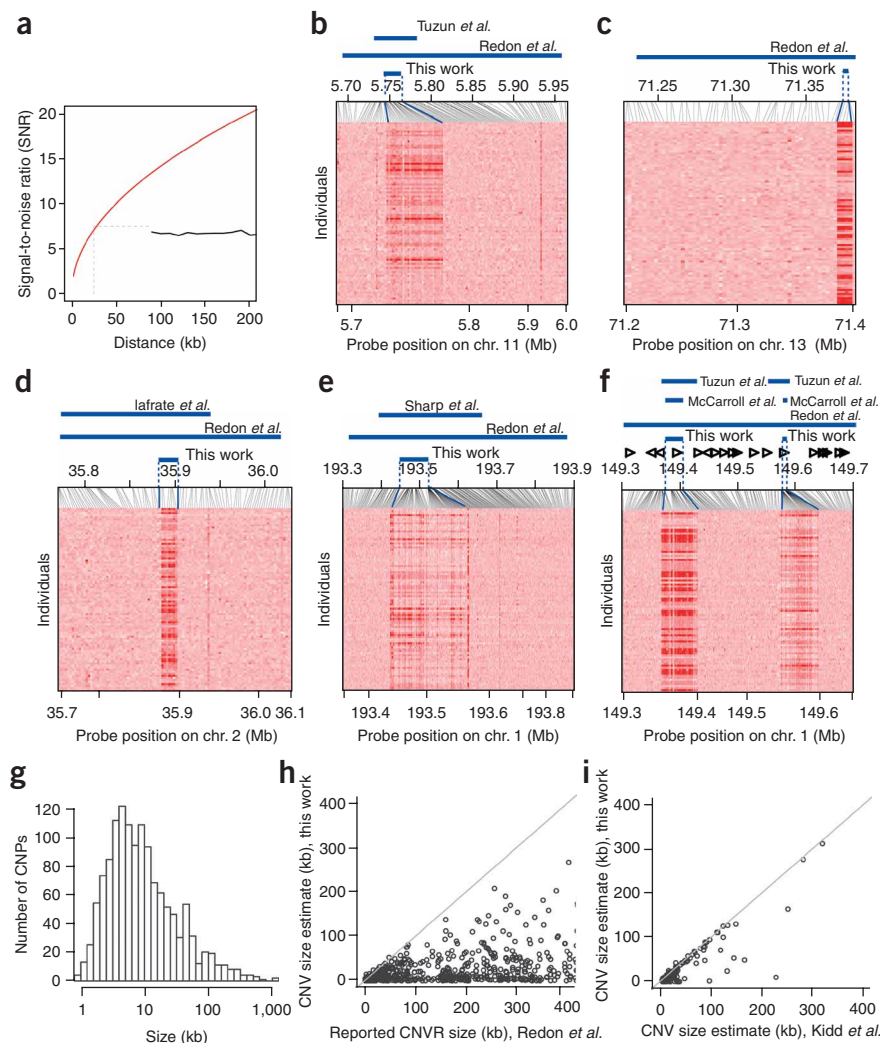 a
Signal-to-noise ratio (SNR)
20
15
10
5
0
0 50 100 150 200
Distance (kb)
b
Tuzun et al.
Redon et al.
This work
5.70 5.75 5.80 5.85 5.90 5.95
Individuals
5.7 5.8 5.9 6.0
Probe position on chr. 11 (Mb)
c
Redon et al.
This work
71.25 71.30 71.35
71.2 71.3 71.4
Probe position on chr. 13 (Mb)
d
Iafrate et al.
Redon et al.
This work
35.8 35.9 36.0
Individuals
35.7 35.9 36.0 36.1
Probe position on chr. 2 (Mb)
e
Sharp et al.
Redon et al.
This work
193.3 193.5 193.7 193.9
Individuals
193.4 193.5 193.6 193.8
Probe position on chr. 1 (Mb)
f
Tuzun et al. Tuzun et al.
McCarroll et al. McCarroll et al.
Redon et al.
This work This work
149.3 149.4 149.5 149.6 149.7
Individuals
149.3 149.4 149.5 149.6
Probe position on chr. 1 (Mb)
g
Number of CNPs
120
100
80
60
40
20
0
1 10 100 1,000
Size (kb)
h
CNV size estimate (kb), this work
400
300
200
100
0
0 100 200 300 400
Reported CNVR size (kb), Redon et al.
i
CNV size estimate (kb), this work
400
300
200
100
0
0 100 200 300 400
CNV size estimate (kb), Kidd et al.